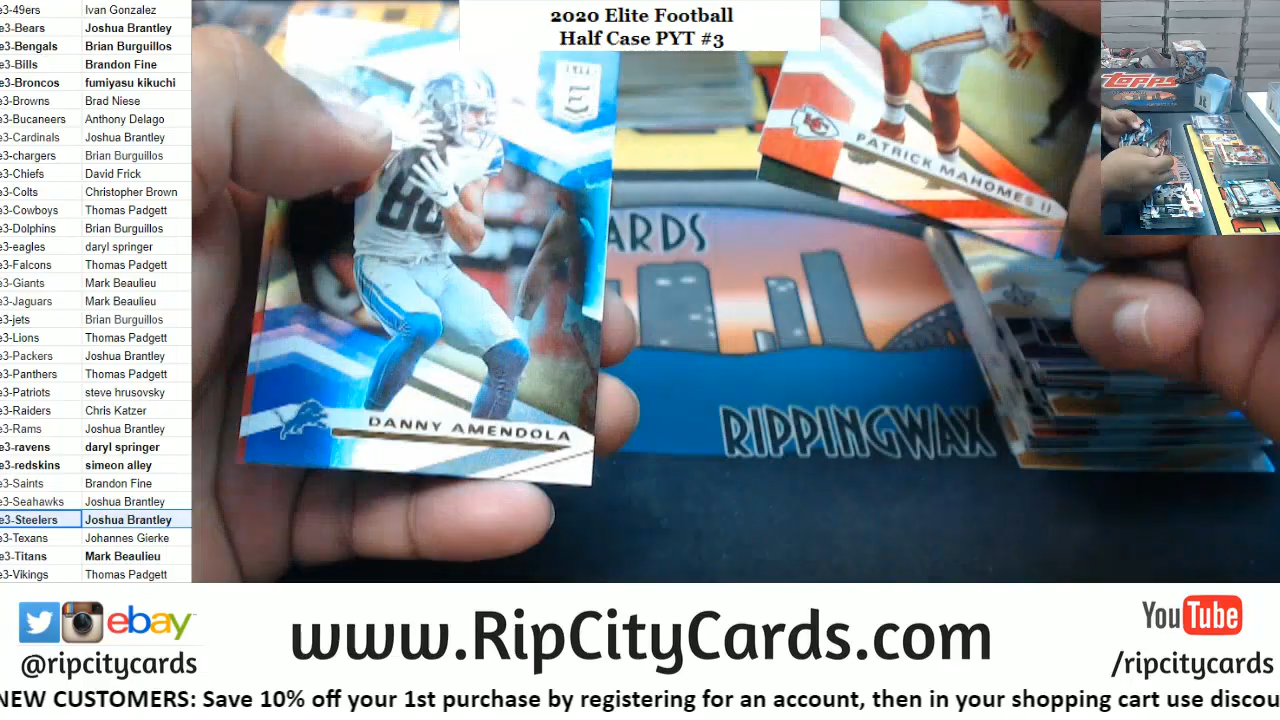 2020 Elite Football
Half Case PYT #3
e3-49ers Ivan Gonzalez
e3-Bears Joshua Brantley
e3-Bengals Brian Burguillos
e3-Bills Brandon Fine
e3-Broncos fumiyasu kikuchi
e3-Browns Brad Niese
e3-Bucaneers Anthony Delago
e3-Cardinals Joshua Brantley
e3-chargers Brian Burguillos
e3-Chiefs David Frick
e3-Colts Christopher Brown
e3-Cowboys Thomas Padgett
e3-Dolphins Brian Burguillos
e3-eagles daryl springer
e3-Falcons Thomas Padgett
e3-Giants Mark Beaulieu
e3-Jaguars Mark Beaulieu
e3-jets Brian Burguillos
e3-Lions Thomas Padgett
e3-Packers Joshua Brantley
e3-Panthers Thomas Padgett
e3-Patriots steve hrusovsky
e3-Raiders Chris Katzer
e3-Rams Joshua Brantley
e3-ravens daryl springer
e3-redskins simeon alley
e3-Saints Brandon Fine
e3-Seahawks Joshua Brantley
e3-Steelers Joshua Brantley
e3-Texans Johannes Gierke
e3-Titans Mark Beaulieu
e3-Vikings Thomas Padgett
PATRICK MAHOMES II
DANNY AMENDOLA
88
ARDS
RIPPINGWAX
Topps
ebay
@ripcitycards
www.RipCityCards.com
YouTube
/ripcitycards
NEW CUSTOMERS: Save 10% off your 1st purchase by registering for an account, then in your shopping cart use discou